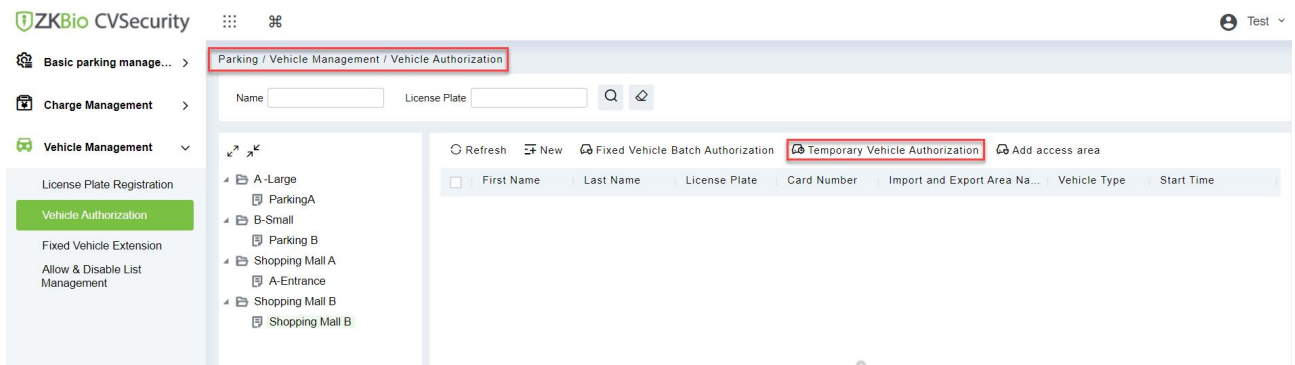 ZKBio CVSecurity
Test
Basic parking manage...
Charge Management
Vehicle Management
License Plate Registration
Vehicle Authorization
Fixed Vehicle Extension
Allow & Disable List
Management
Parking / Vehicle Management / Vehicle Authorization
Name License Plate
A -Large
ParkingA
B-Small
Parking B
Shopping Mall A
A-Entrance
Shopping Mall B
Shopping Mall B
Refresh New Fixed Vehicle Batch Authorization Temporary Vehicle Authorization Add access area
First Name Last Name License Plate Card Number Import and Export Area Na... Vehicle Type Start Time